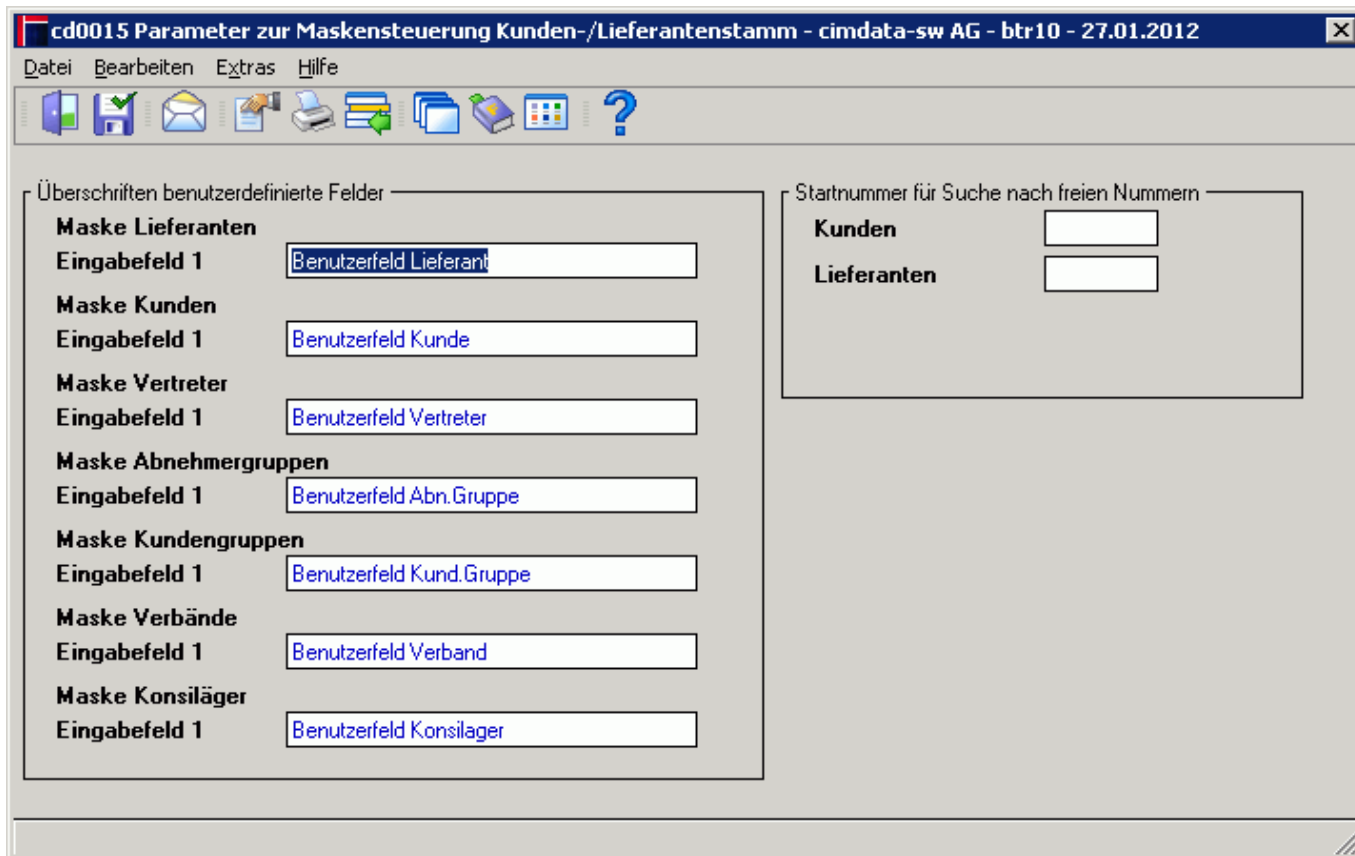 cd0015 Parameter zur Maskensteuerung Kunden-/Lieferantenstamm - cimdata-sw AG - btr10 - 27.01.2012
Datei Bearbeiten Extras Hilfe
Überschriften benutzerdefinierte Felder
Maske Lieferanten
Eingabefeld 1 Benutzerfeld Lieferant
Maske Kunden
Eingabefeld 1 Benutzerfeld Kunde
Maske Vertreter
Eingabefeld 1 Benutzerfeld Vertreter
Maske Abnehmergruppen
Eingabefeld 1 Benutzerfeld Abn.Gruppe
Maske Kundengruppen
Eingabefeld 1 Benutzerfeld Kund.Gruppe
Maske Verbände
Eingabefeld 1 Benutzerfeld Verband
Maske Konsiläger
Eingabefeld 1 Benutzerfeld Konsilager
Startnummer für Suche nach freien Nummern
Kunden
Lieferanten